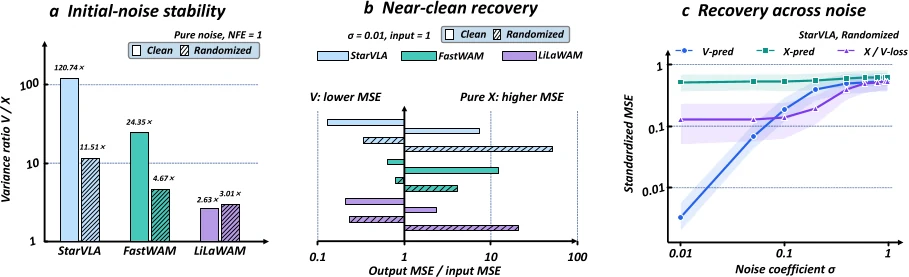 a Initial-noise stability
Pure noise, NFE = 1
Clean Randomized
Variance ratio V / X
100
10
1
120.74×
11.51×
24.35×
4.67×
2.63×
3.01×
StarVLA FastWAM LiLaWAM
b Near-clean recovery
σ = 0.01, input = 1
Clean Randomized
StarVLA FastWAM LiLaWAM
V: lower MSE Pure X: higher MSE
0.1 1 10 100
Output MSE / input MSE
c Recovery across noise
StarVLA, Randomized
V-pred X-pred X / V-loss
Standardized MSE
1
0.1
0.01
0.01 0.1 1
Noise coefficient σ